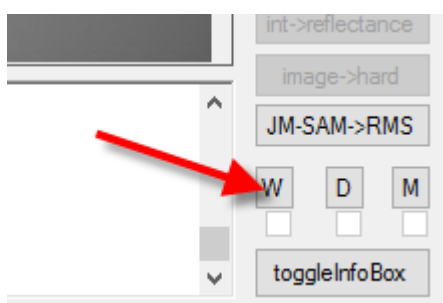 int->reflectance
image->hard
JM-SAM->RMS
W D M
toggleInfoBox